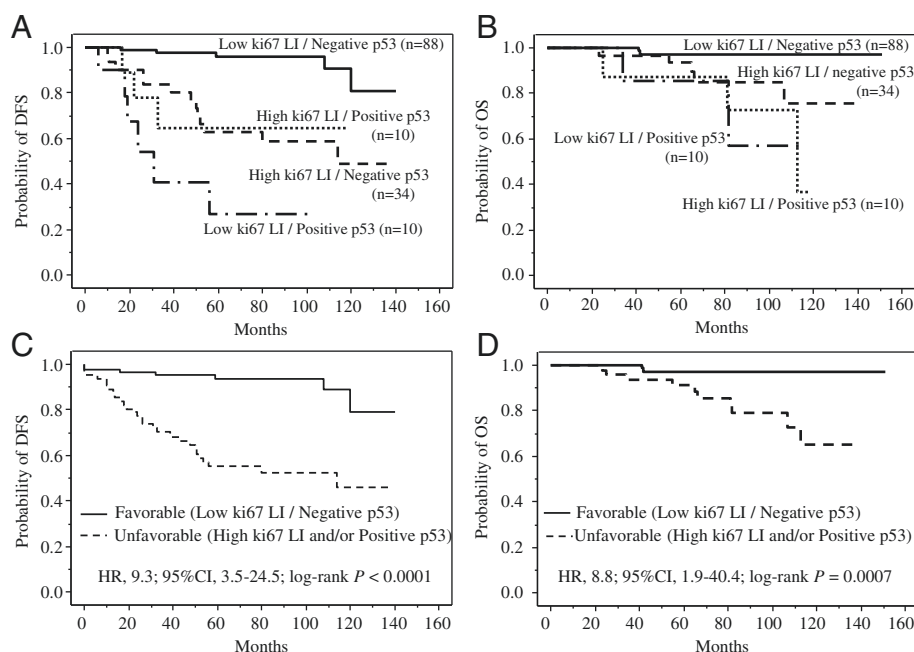 A
Probability of DFS
1.0
0.8
0.6
0.4
0.2
0.0
Low ki67 LI / Negative p53 (n=88)
High ki67 LI / Positive p53
(n=10)
High ki67 LI / Negative p53
(n=34)
Low ki67 LI / Positive p53 (n=10)
0 20 40 60 80 100 120 140 160
Months
B
Probability of OS
1.0
0.8
0.6
0.4
0.2
0.0
Low ki67 LI / Negative p53 (n=88)
High ki67 LI / negative p53
(n=34)
Low ki67 LI / Positive p53
(n=10)
High ki67 LI / Positive p53 (n=10)
0 20 40 60 80 100 120 140 160
Months
C
Probability of DFS
1.0
0.8
0.6
0.4
0.2
0.0
Favorable (Low ki67 LI / Negative p53)
Unfavorable (High ki67 LI and/or Positive p53)
HR, 9.3; 95%CI, 3.5-24.5; log-rank P < 0.0001
0 20 40 60 80 100 120 140 160
Months
D
Probability of OS
1.0
0.8
0.6
0.4
0.2
0.0
Favorable (Low ki67 LI / Negative p53)
Unfavorable (High ki67 LI and/or Positive p53)
HR, 8.8; 95%CI, 1.9-40.4; log-rank P = 0.0007
0 20 40 60 80 100 120 140 160
Months